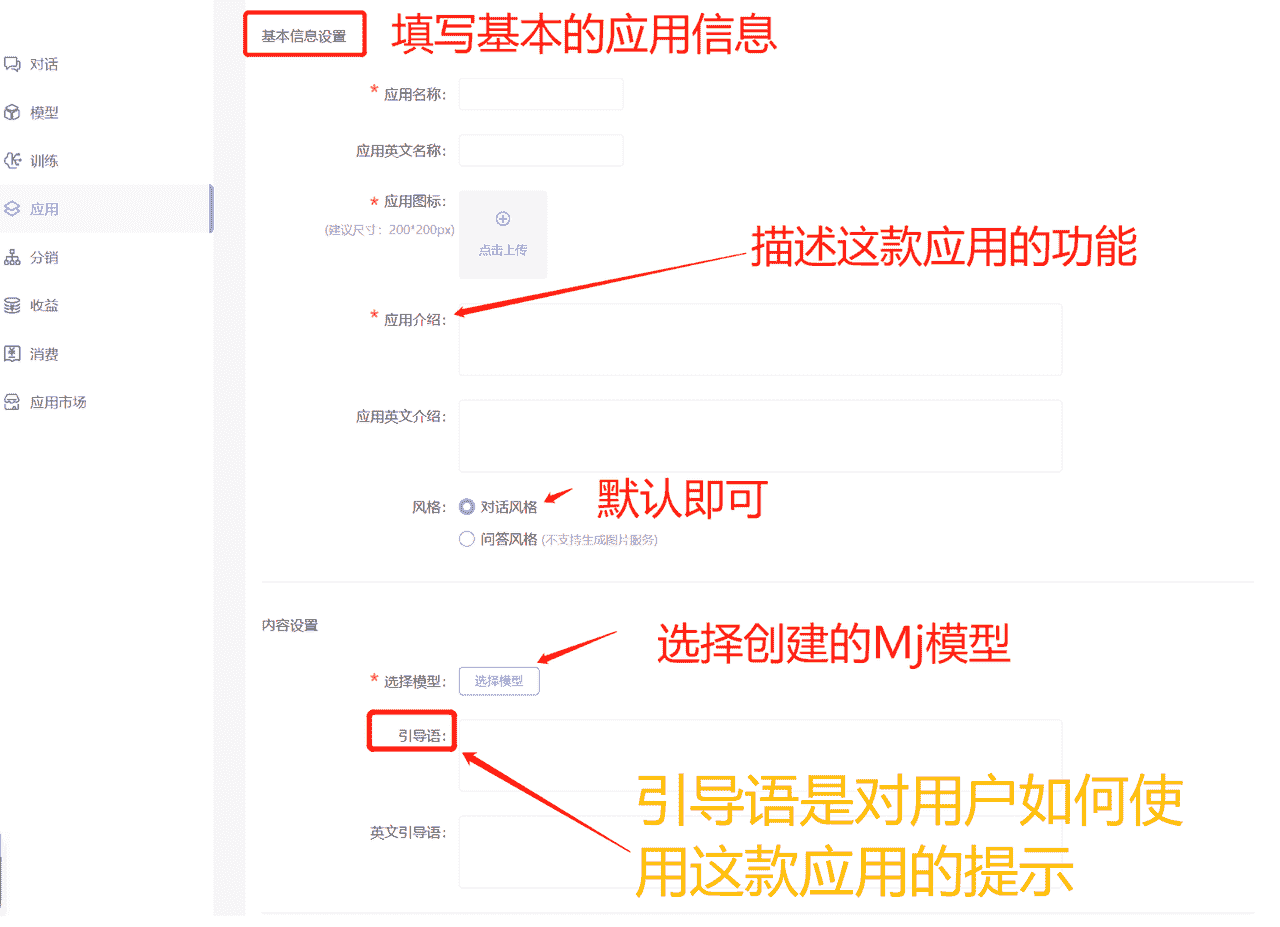 基本信息设置 填写基本的应用信息
对话
模型
训练
应用
分销
收益
消费
应用市场
* 应用名称:
应用英文名称:
* 应用图标:
(建议尺寸：200*200px)
点击上传
描述这款应用的功能
* 应用介绍:
应用英文介绍:
风格: 对话风格 默认即可
问答风格 (不支持生成图片服务)
内容设置
选择创建的Mj模型
* 选择模型: 选择模型
引导语:
引导语是对用户如何使
用这款应用的提示
英文引导语: